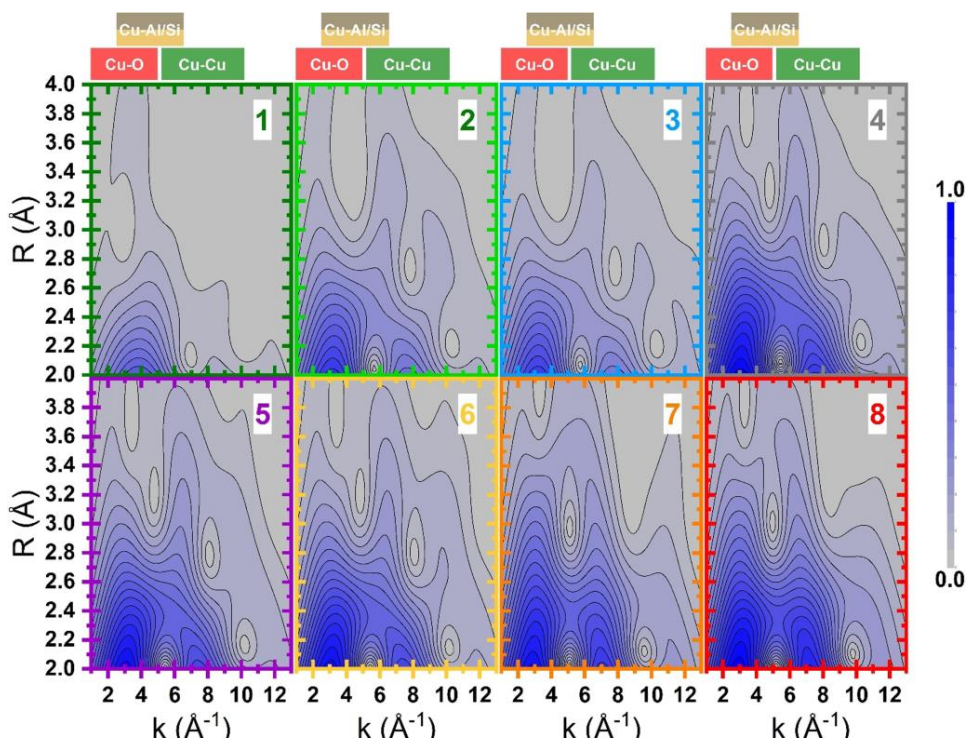 Cu-Al/Si Cu-Al/Si Cu-Al/Si Cu-Al/Si
Cu-O Cu-Cu Cu-O Cu-Cu Cu-O Cu-Cu Cu-O Cu-Cu
4.0
3.8
3.6
3.4
3.2
3.0
2.8
2.6
2.4
2.2
2.0
R (Å)
1 2 3 4
1.0
0.0
3.8
3.6
3.4
3.2
3.0
2.8
2.6
2.4
2.2
2.0
R (Å)
5 6 7 8
2 4 6 8 10 12 2 4 6 8 10 12 2 4 6 8 10 12 2 4 6 8 10 12
k (Å⁻¹) k (Å⁻¹) k (Å⁻¹) k (Å⁻¹)